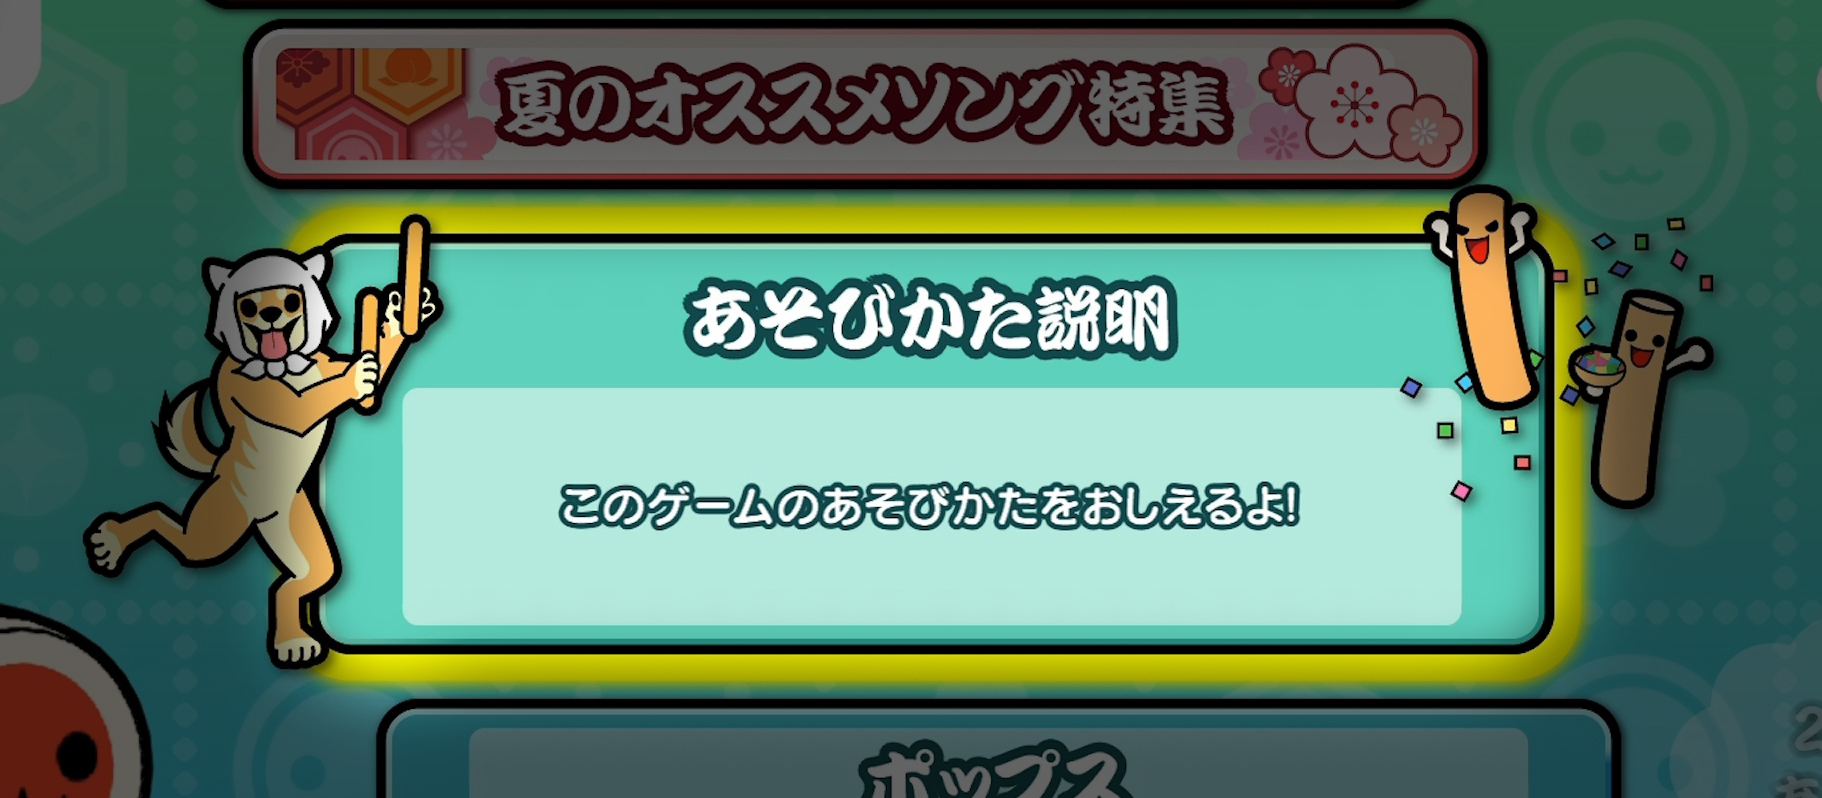 夏のオススメソング特集
あそびかた説明
このゲームのあそびかたをおしえるよ!
ポップス